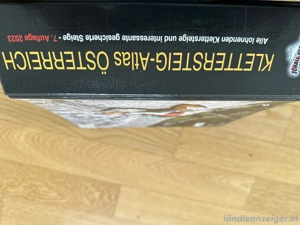 KLETTERSTEIG-Atlas ÖSTERREICH
Alle lohnenden Klettersteige und interessante gesicherte Steige - 7. Auflage 2023
ländleanzeiger.at